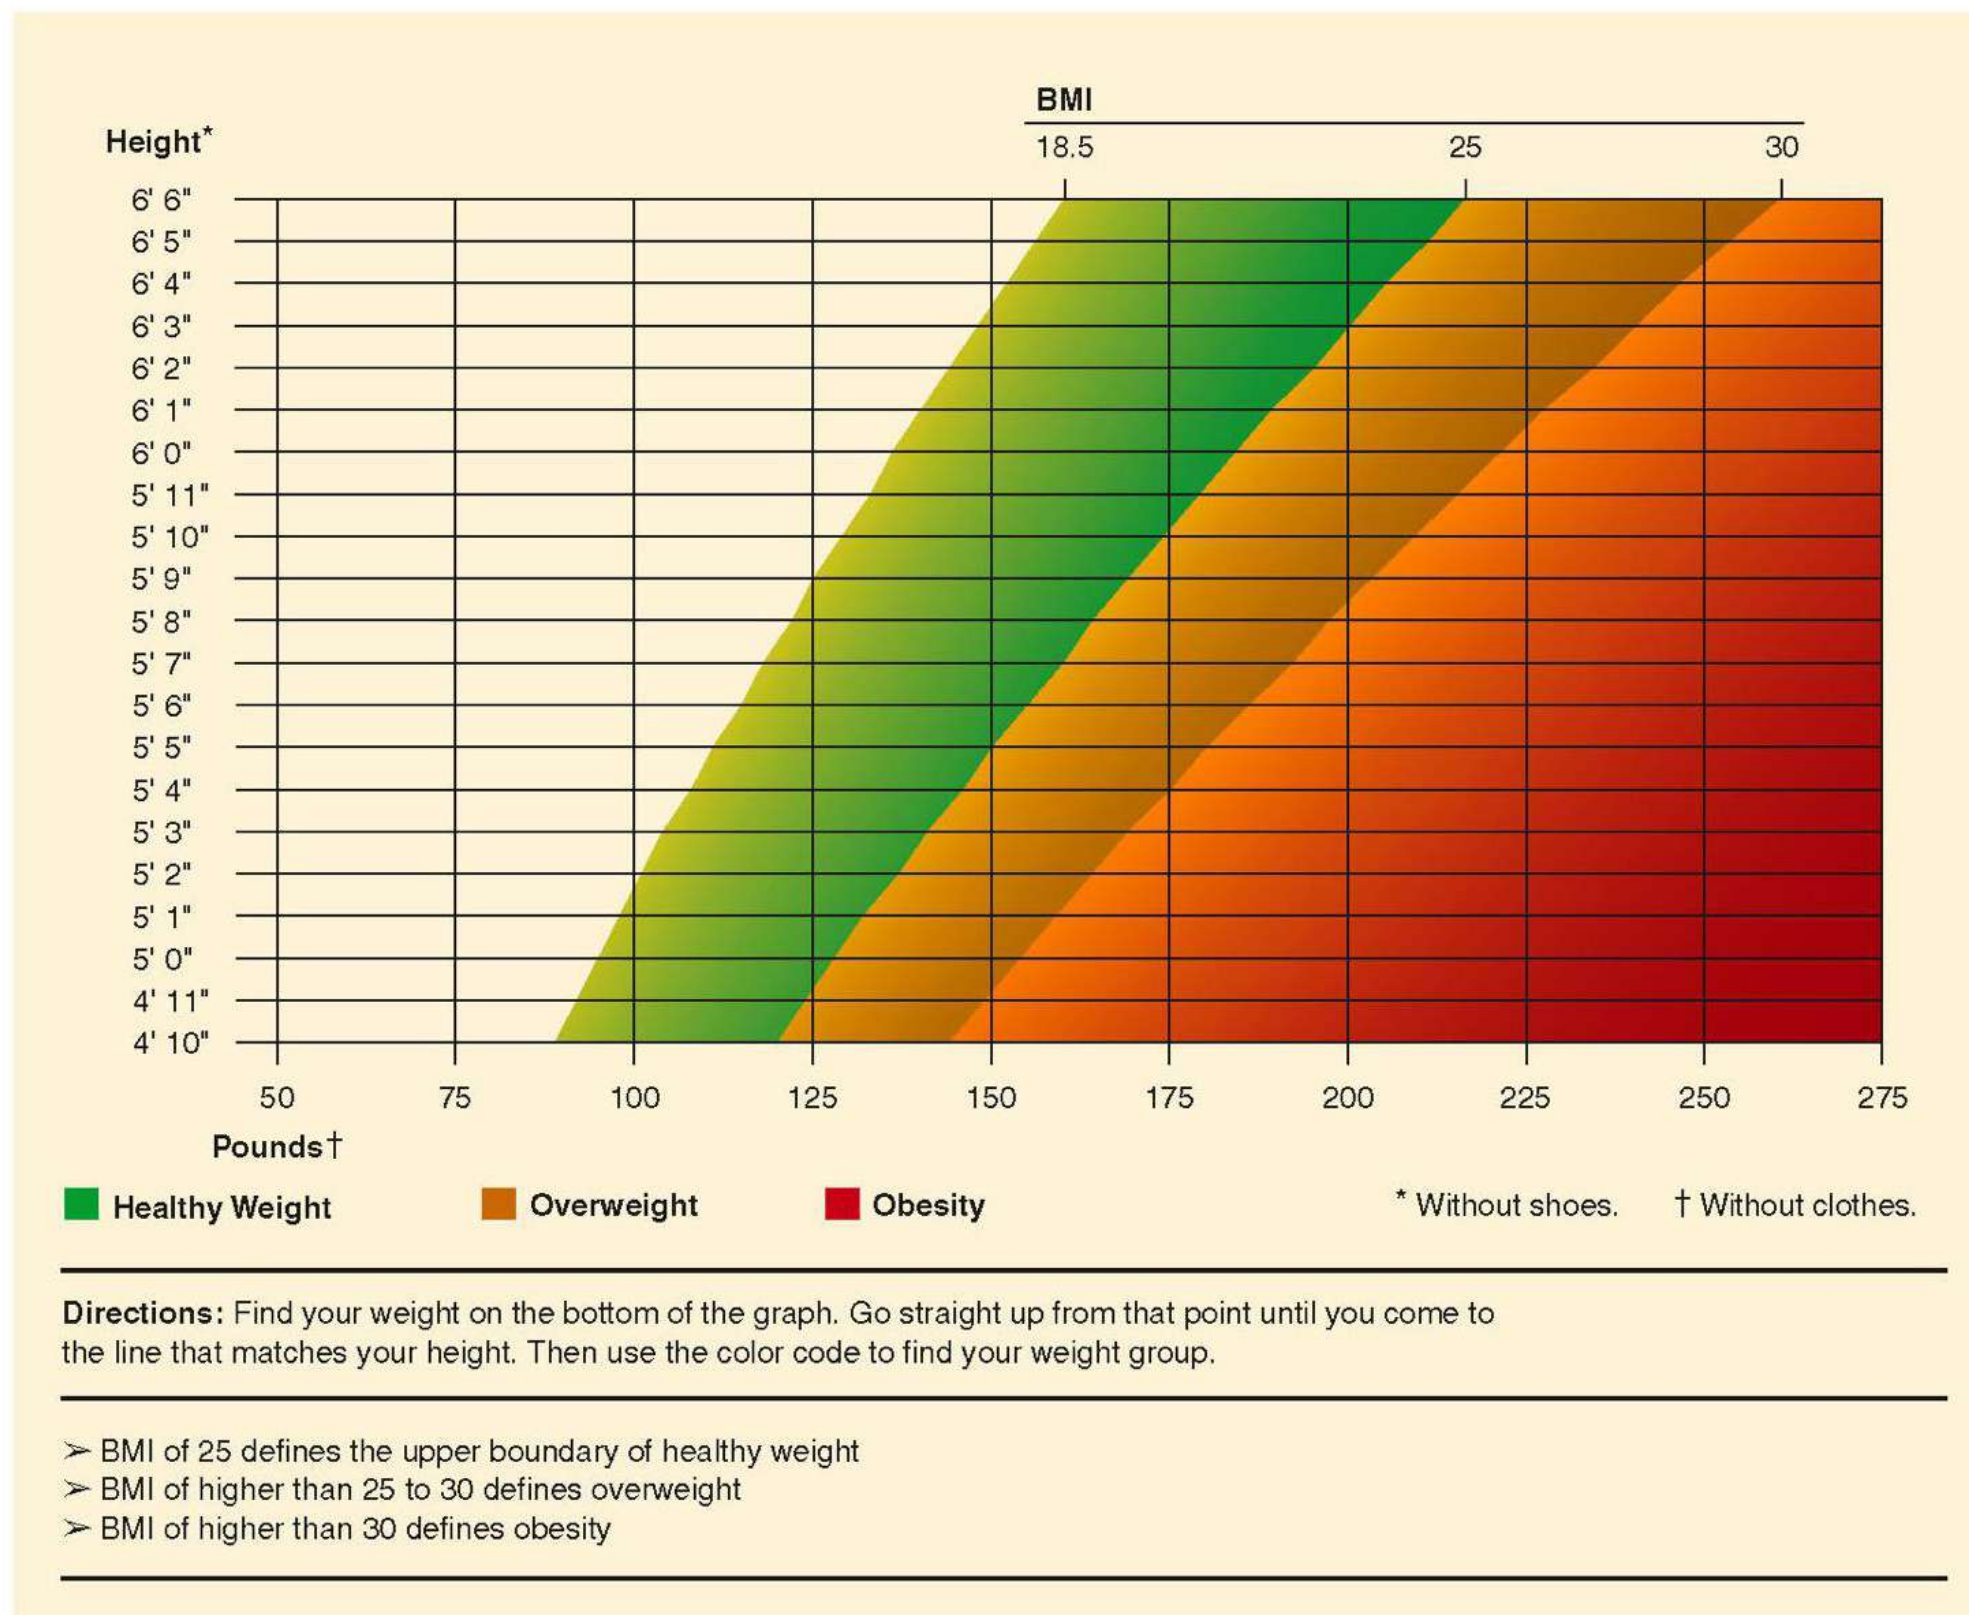 BMI
Height*
18.5 25 30
6' 6"
6' 5"
6' 4"
6' 3"
6' 2"
6' 1"
6' 0"
5' 11"
5' 10"
5' 9"
5' 8"
5' 7"
5' 6"
5' 5"
5' 4"
5' 3"
5' 2"
5' 1"
5' 0"
4' 11"
4' 10"
50 75 100 125 150 175 200 225 250 275
Pounds†
Healthy Weight Overweight Obesity * Without shoes. † Without clothes.
Directions: Find your weight on the bottom of the graph. Go straight up from that point until you come to
the line that matches your height. Then use the color code to find your weight group.
➢ BMI of 25 defines the upper boundary of healthy weight
➢ BMI of higher than 25 to 30 defines overweight
➢ BMI of higher than 30 defines obesity